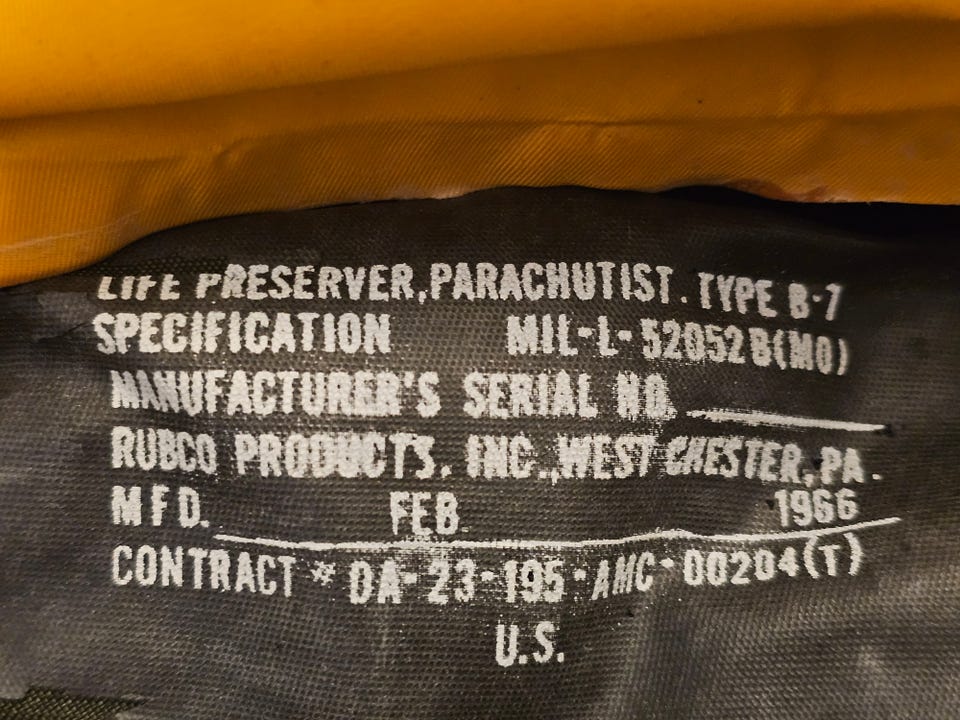 LIFE PRESERVER, PARACHUTIST. TYPE B-7
SPECIFICATION MIL-L-52052B(MO)
MANUFACTURER'S SERIAL NO.
RUBCO PRODUCTS, INC., WEST CHESTER, PA.
MFD. FEB. 1966
CONTRACT # DA-23-195-AMC-00204(T)
U.S.